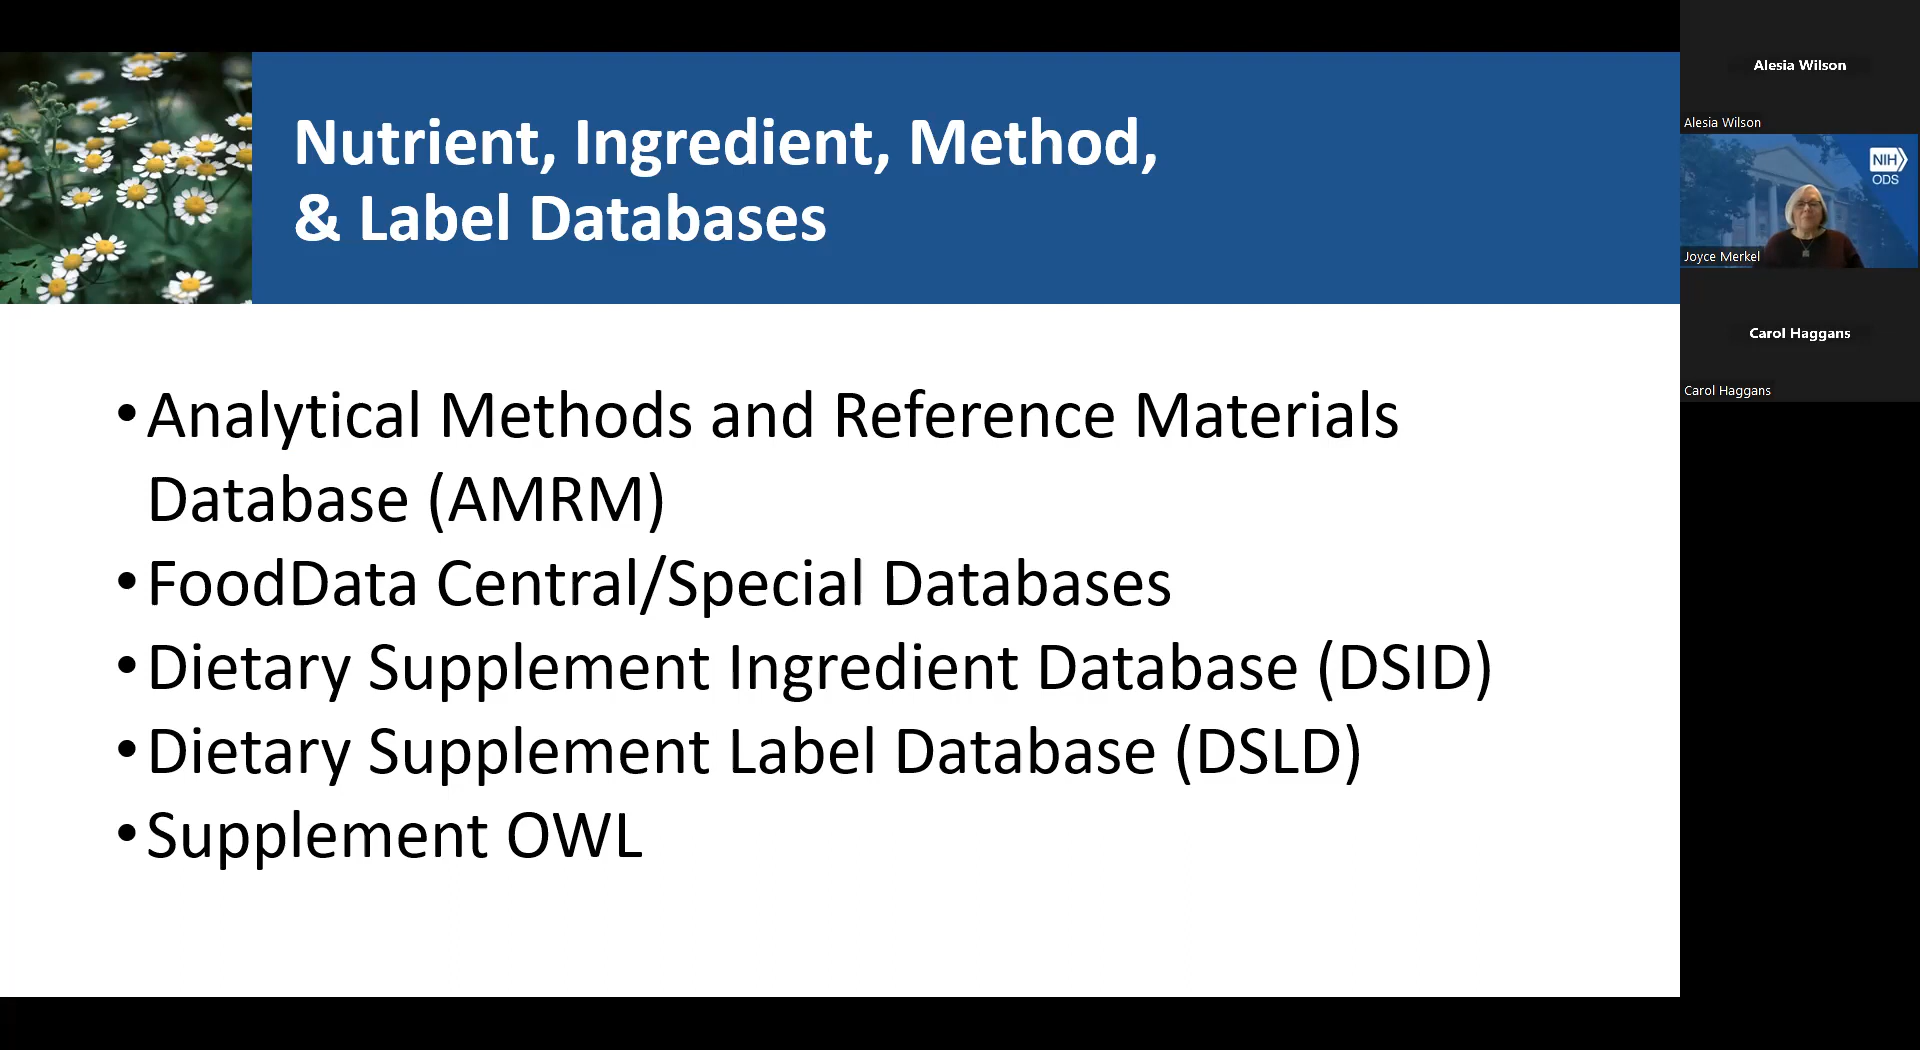 Nutrient, Ingredient, Method,
& Label Databases
•Analytical Methods and Reference Materials
Database (AMRM)
•FoodData Central/Special Databases
•Dietary Supplement Ingredient Database (DSID)
•Dietary Supplement Label Database (DSLD)
•Supplement OWL
Alesia Wilson
Alesia Wilson
NIH
ODS
Joyce Merkel
Carol Haggans
Carol Haggans